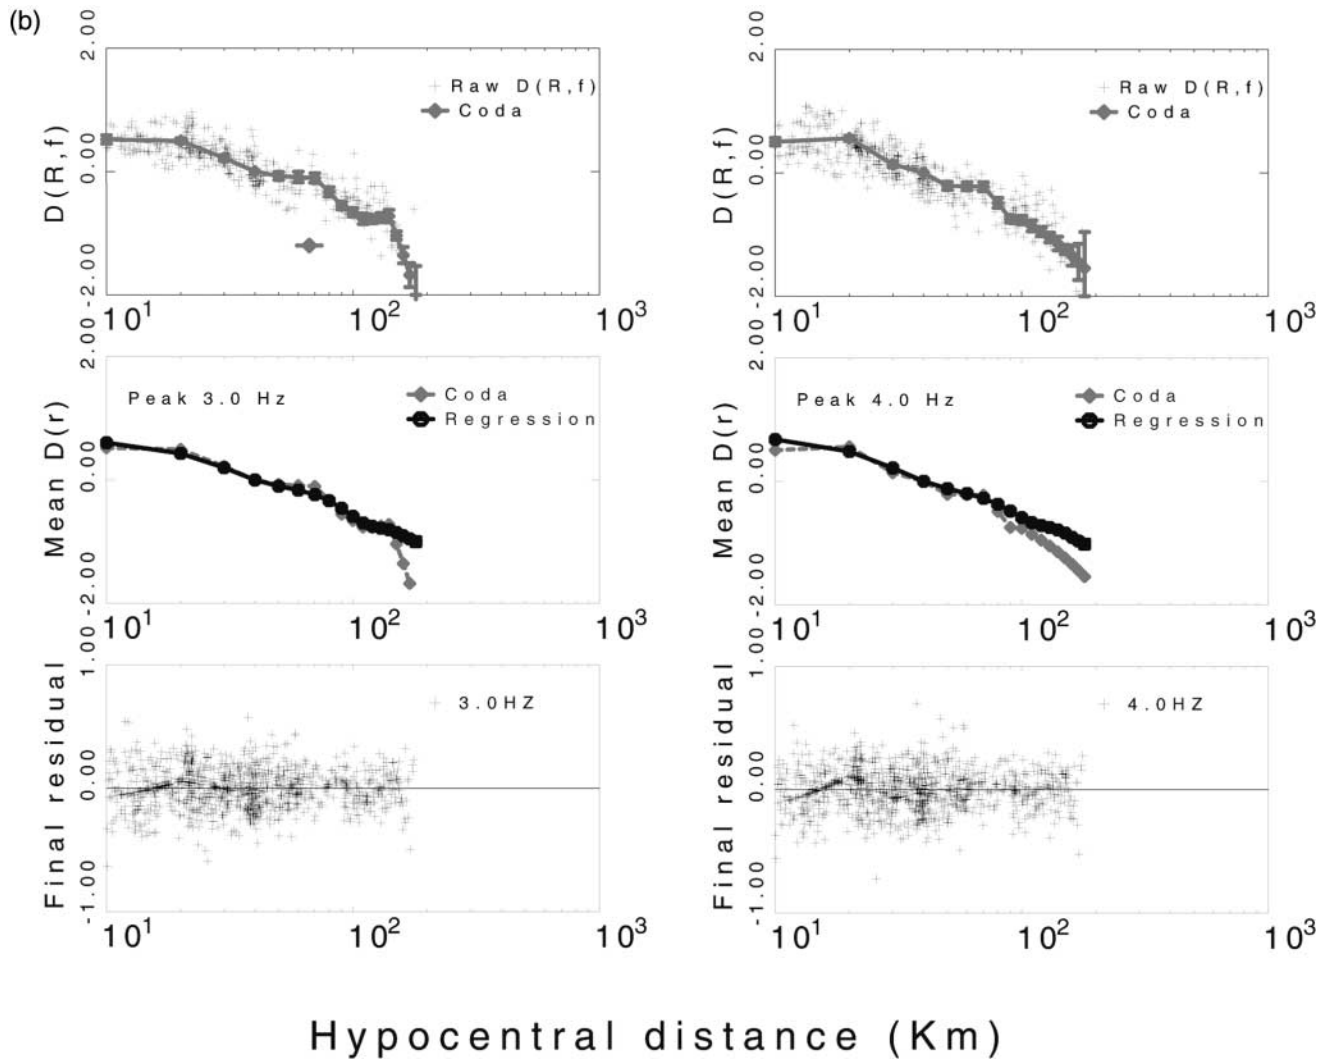 (b)
2.00
0.00
-2.00
D(R,f)
Raw D(R,f)
Coda
10^1
10^2
10^3
2.00
0.00
-2.00
D(R,f)
Raw D(R,f)
Coda
10^1
10^2
10^3
2.00
0.00
-2.00
Mean D(r)
Peak 3.0 Hz
Coda
Regression
10^1
10^2
10^3
2.00
0.00
-2.00
Mean D(r)
Peak 4.0 Hz
Coda
Regression
10^1
10^2
10^3
1.00
0.00
-1.00
Final residual
3.0HZ
10^1
10^2
10^3
1.00
0.00
-1.00
Final residual
4.0HZ
10^1
10^2
10^3
Hypocentral distance (Km)